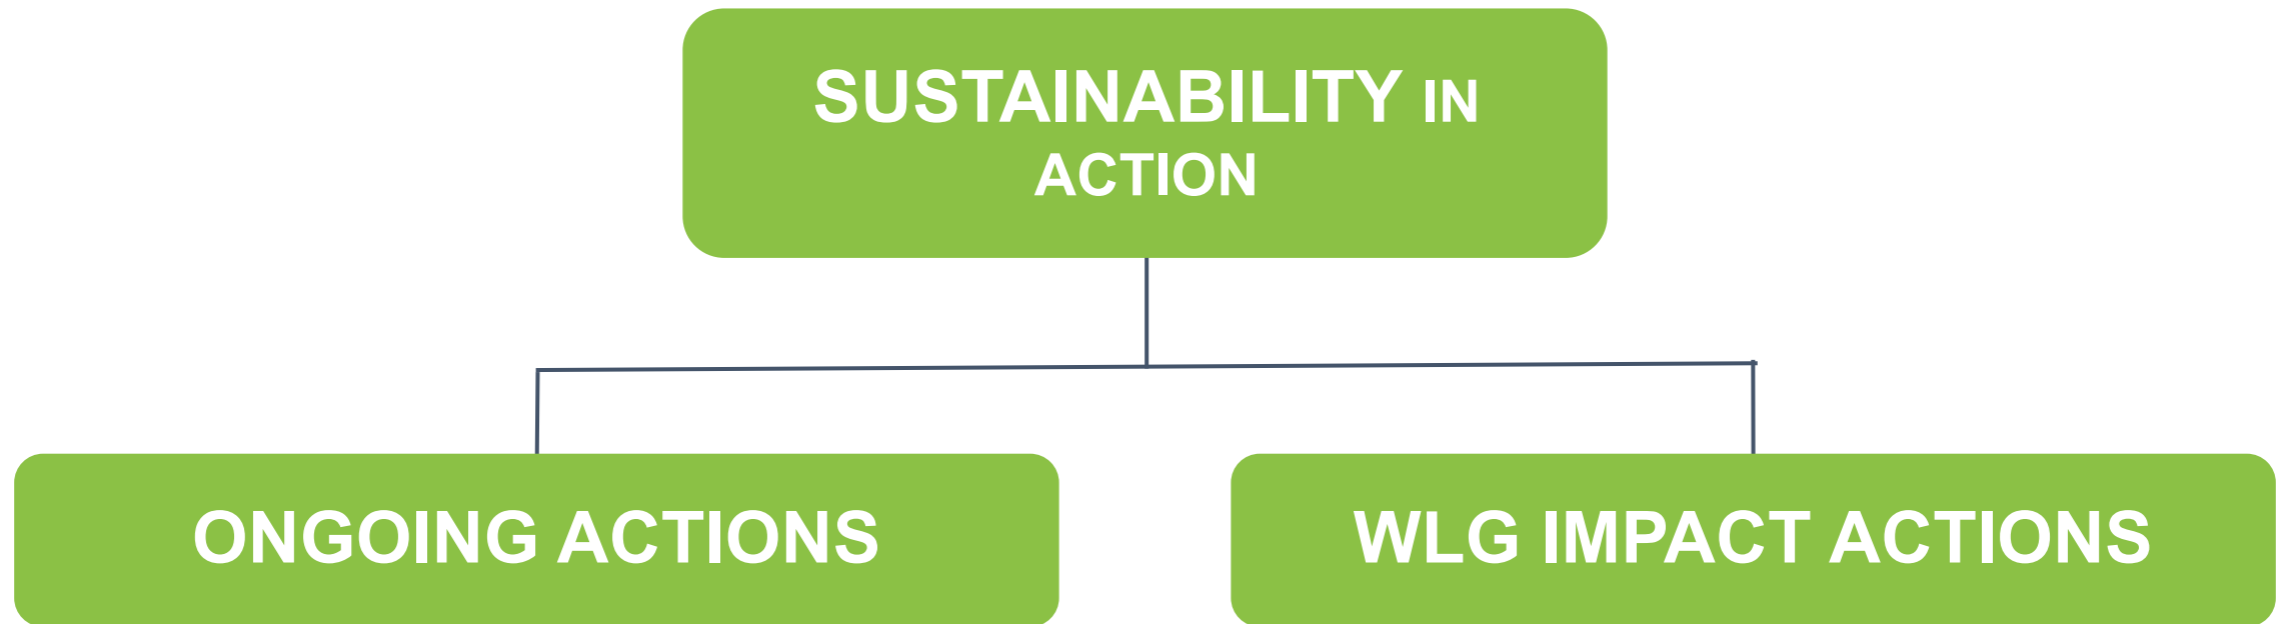 SUSTAINABILITY IN
ACTION
ONGOING ACTIONS
WLG IMPACT ACTIONS